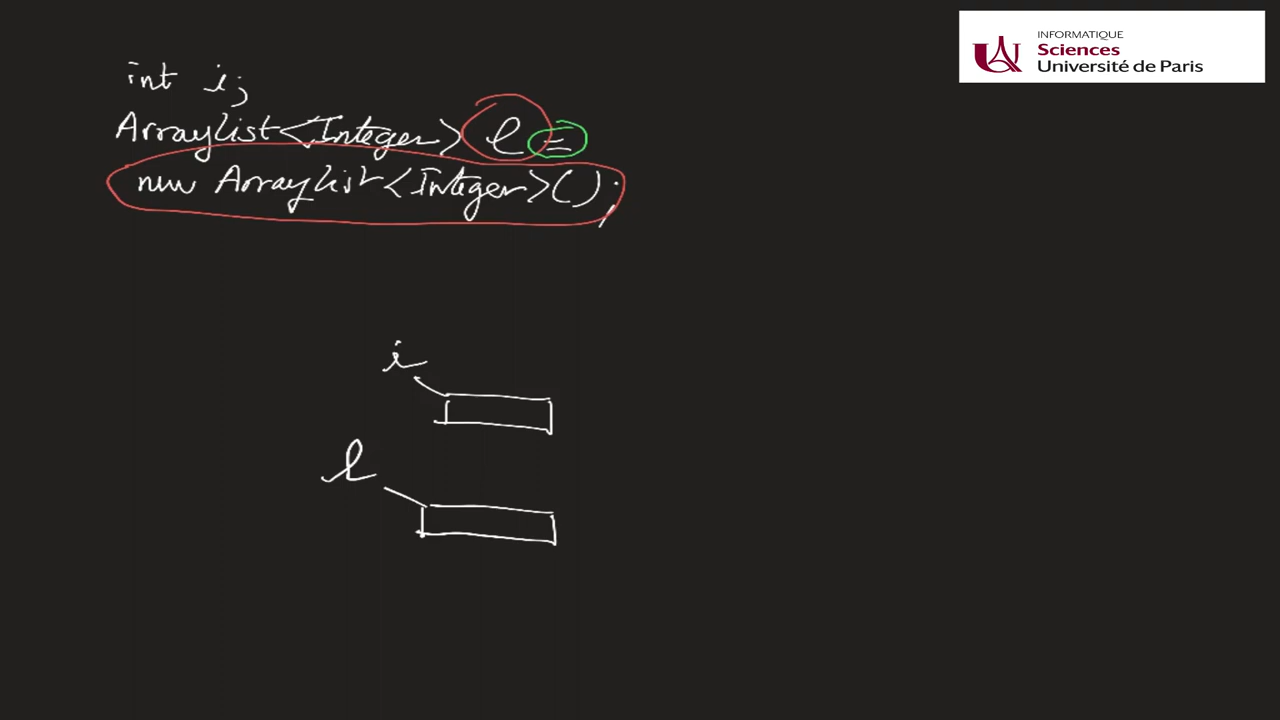 int i;
ArrayList<Integer> l =
new ArrayList<Integer>();
i
l
INFORMATIQUE
Sciences
Université de Paris